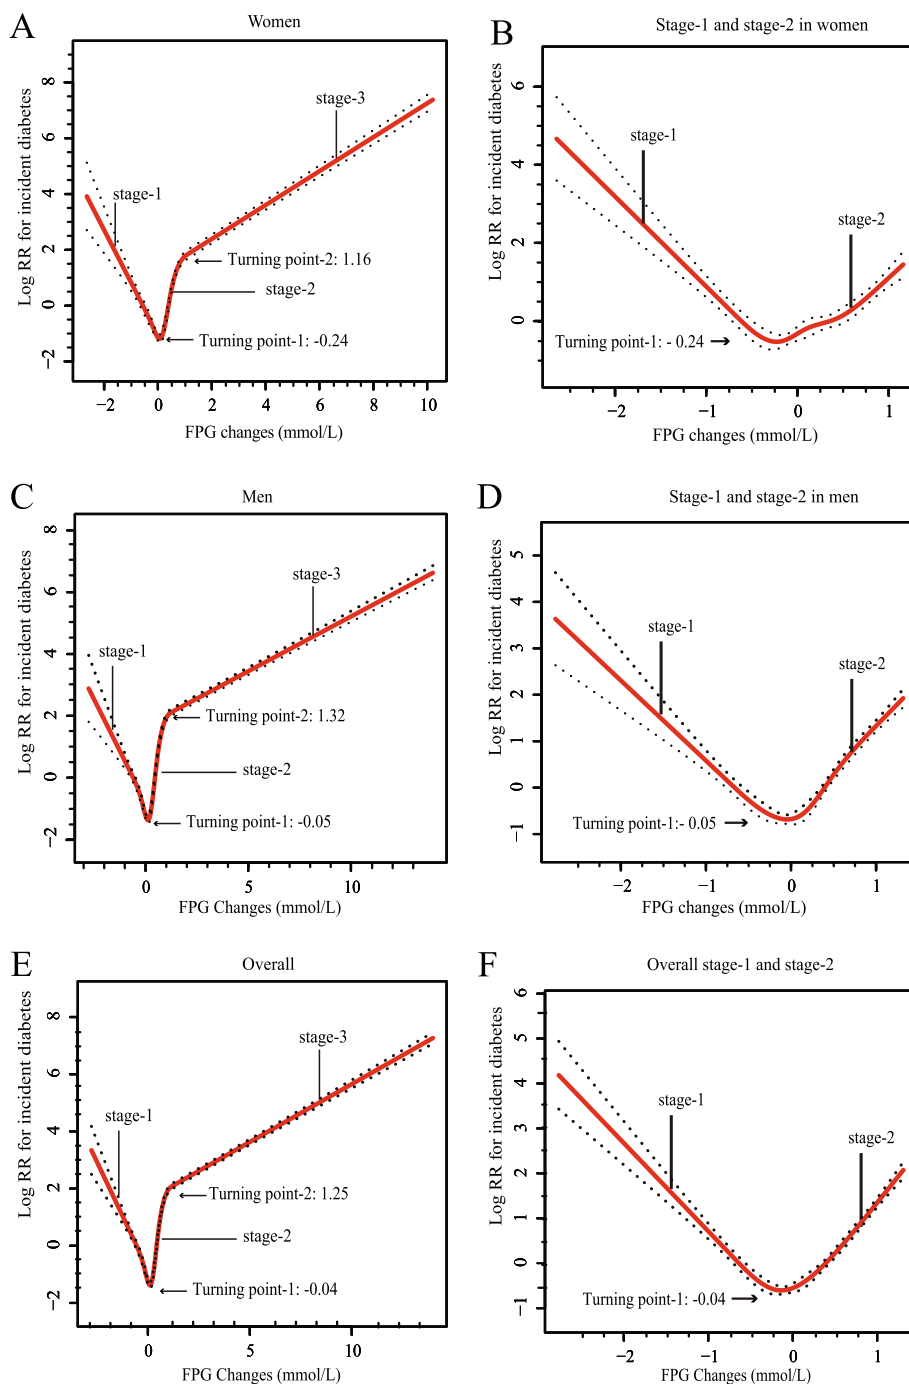 A
Women
Log RR for incident diabetes
8
6
4
2
0
−2
stage-1
stage-3
Turning point-2: 1.16
stage-2
Turning point-1: -0.24
−2 0 2 4 6 8 10
FPG changes (mmol/L)
B
Stage-1 and stage-2 in women
Log RR for incident diabetes
6
4
2
0
stage-1
stage-2
Turning point-1: - 0.24
−2 −1 0 1
FPG changes (mmol/L)
C
Men
Log RR for incident diabetes
8
6
4
2
0
−2
stage-1
stage-3
Turning point-2: 1.32
stage-2
Turning point-1: -0.05
0 5 10
FPG Changes (mmol/L)
D
Stage-1 and stage-2 in men
Log RR for incident diabetes
5
4
3
2
1
0
−1
stage-1
stage-2
Turning point-1:- 0.05
−2 −1 0 1
FPG changes (mmol/L)
E
Overall
Log RR for incident diabetes
8
6
4
2
0
−2
stage-1
stage-3
Turning point-2: 1.25
stage-2
Turning point-1: -0.04
0 5 10
FPG Changes (mmol/L)
F
Overall stage-1 and stage-2
Log RR for incident diabetes
6
5
4
3
2
1
0
−1
stage-1
stage-2
Turning point-1: -0.04
−2 −1 0 1
FPG Changes (mmol/L)